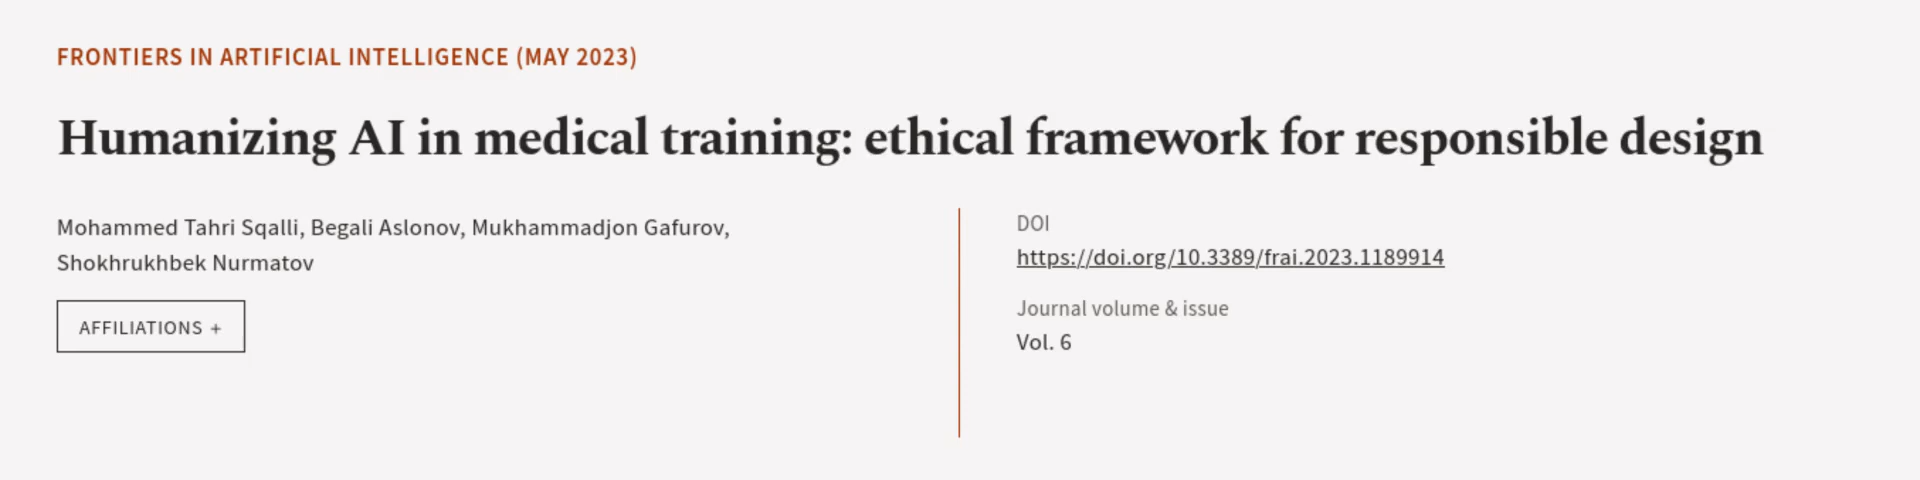 FRONTIERS IN ARTIFICIAL INTELLIGENCE (MAY 2023)
Humanizing AI in medical training: ethical framework for responsible design
Mohammed Tahri Sqalli, Begali Aslonov, Mukhammadjon Gafurov,
Shokhrukhbek Nurmatov
AFFILIATIONS +
DOI
https://doi.org/10.3389/frai.2023.1189914
Journal volume & issue
Vol. 6